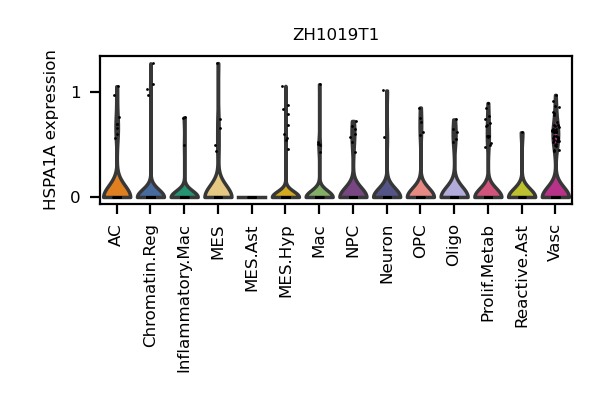 ZH1019T1
HSPA1A expression
1
0
AC
Chromatin.Reg
Inflammatory.Mac
MES
MES.Ast
MES.Hyp
Mac
NPC
Neuron
OPC
Oligo
Prolif.Metab
Reactive.Ast
Vasc